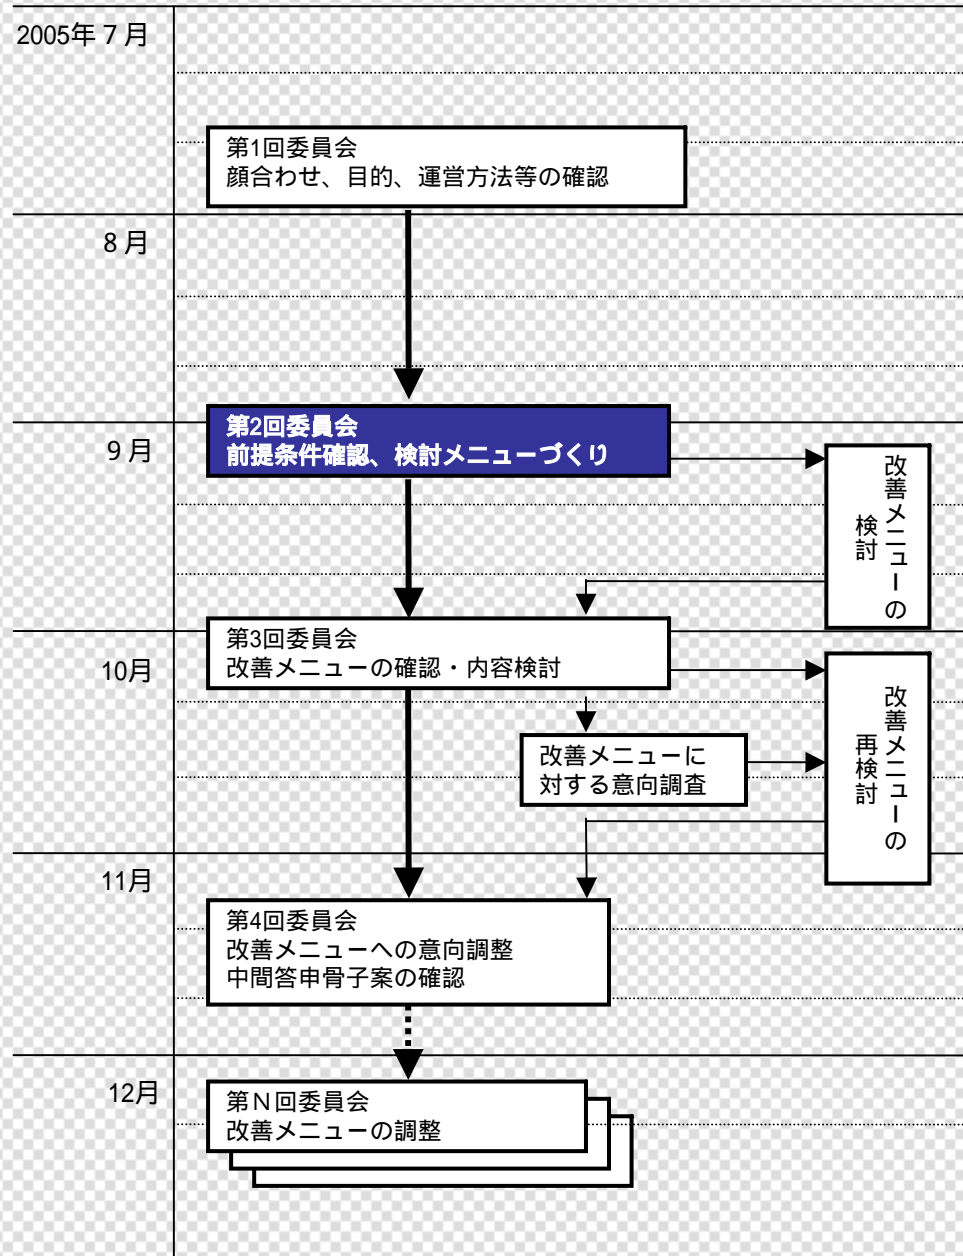 2005年７月
第1回委員会
顔合わせ、目的、運営方法等の確認
８月
第2回委員会
前提条件確認、検討メニューづくり
９月
改善メニューの
検討
第3回委員会
改善メニューの確認・内容検討
10月
改善メニューに
対する意向調査
改善メニューの
再検討
11月
第4回委員会
改善メニューへの意向調整
中間答申骨子案の確認
12月
第Ｎ回委員会
改善メニューの調整